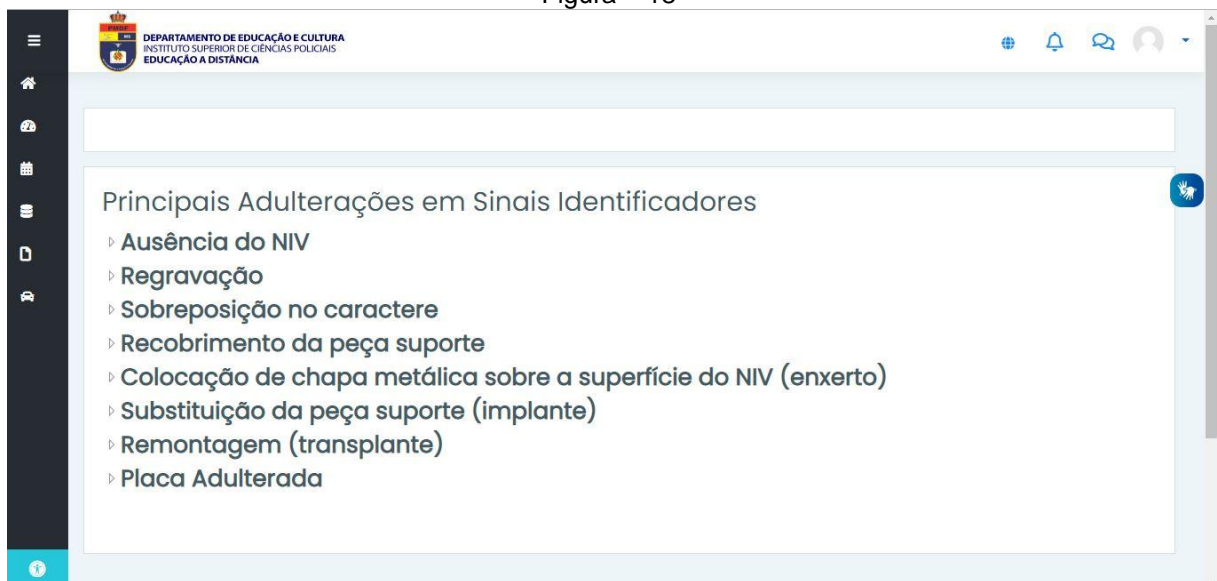 DEPARTAMENTO DE EDUCAÇÃO E CULTURA
INSTITUTO SUPERIOR DE CIÊNCIAS POLICIAIS
EDUCAÇÃO A DISTÂNCIA
Principais Adulterações em Sinais Identificadores
Ausência do NIV
Regravação
Sobreposição no caractere
Recobrimento da peça suporte
Colocação de chapa metálica sobre a superfície do NIV (enxerto)
Substituição da peça suporte (implante)
Remontagem (transplante)
Placa Adulterada